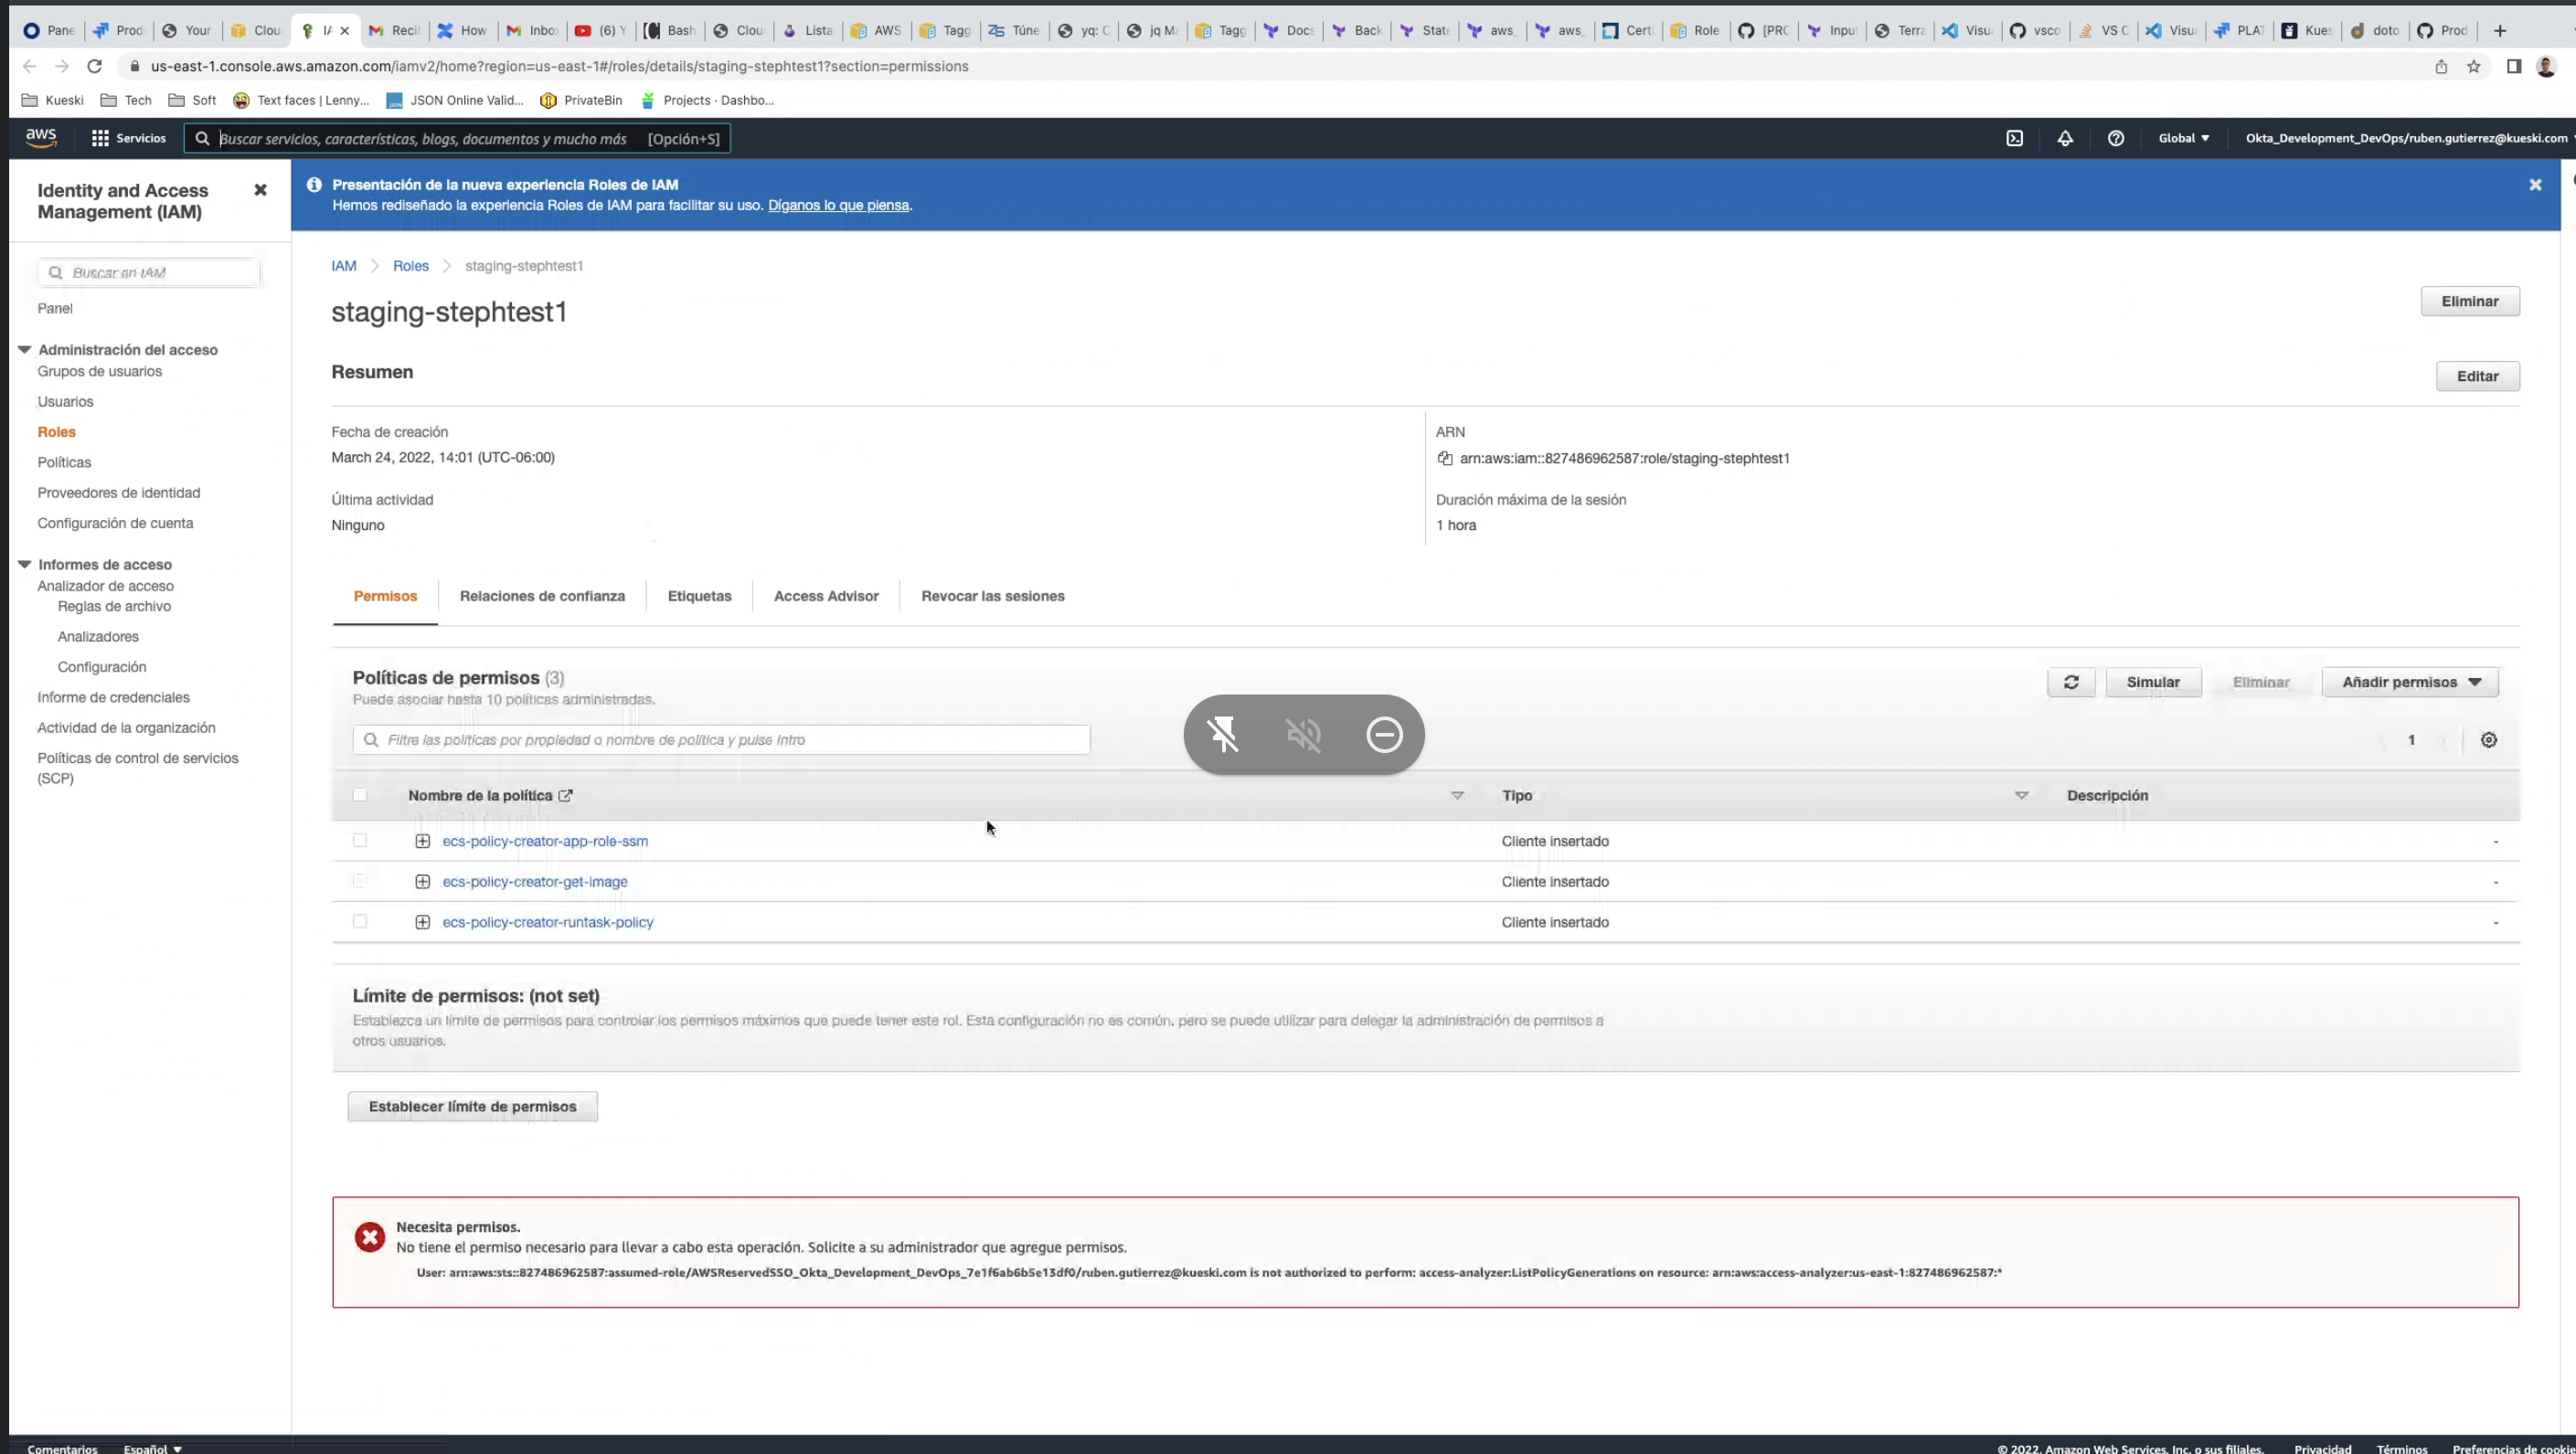 Pane
Prod
Your
Clou
IA
Recil
How
Inbo
(6) Y
Bash
Clou
Lista
AWS
Tagg
Túne
yq: C
jq Ma
Tagg
Docs
Back
State
aws_
aws_
Certi
Role
[PRC
Input
Terra
Visu
vsco
VS C
Visu
PLAT
Kues
doto
Prod
us-east-1.console.aws.amazon.com/iamv2/home?region=us-east-1#/roles/details/staging-stephtest1?section=permissions
Kueski
Tech
Soft
Text faces | Lenny...
JSON Online Valid...
PrivateBin
Projects · Dashbo...
aws
Servicios
Buscar servicios, características, blogs, documentos y mucho más [Opción+S]
Global
Okta_Development_DevOps/ruben.gutierrez@kueski.com
Identity and Access
Management (IAM)
Buscar en IAM
Panel
Administración del acceso
Grupos de usuarios
Usuarios
Roles
Políticas
Proveedores de identidad
Configuración de cuenta
Informes de acceso
Analizador de acceso
Reglas de archivo
Analizadores
Configuración
Informe de credenciales
Actividad de la organización
Políticas de control de servicios
(SCP)
Presentación de la nueva experiencia Roles de IAM
Hemos rediseñado la experiencia Roles de IAM para facilitar su uso. Díganos lo que piensa.
IAM
Roles
staging-stephtest1
staging-stephtest1
Eliminar
Resumen
Editar
Fecha de creación
March 24, 2022, 14:01 (UTC-06:00)
ARN
arn:aws:iam::827486962587:role/staging-stephtest1
Última actividad
Ninguno
Duración máxima de la sesión
1 hora
Permisos
Relaciones de confianza
Etiquetas
Access Advisor
Revocar las sesiones
Políticas de permisos (3)
Puede asociar hasta 10 políticas administradas.
Simular
Eliminar
Añadir permisos
Filtre las políticas por propiedad o nombre de política y pulse Intro
1
Nombre de la política
Tipo
Descripción
ecs-policy-creator-app-role-ssm
Cliente insertado
-
ecs-policy-creator-get-image
Cliente insertado
-
ecs-policy-creator-runtask-policy
Cliente insertado
-
Límite de permisos: (not set)
Establezca un límite de permisos para controlar los permisos máximos que puede tener este rol. Esta configuración no es común, pero se puede utilizar para delegar la administración de permisos a
otros usuarios.
Establecer límite de permisos
Necesita permisos.
No tiene el permiso necesario para llevar a cabo esta operación. Solicite a su administrador que agregue permisos.
User: arn:aws:sts::827486962587:assumed-role/AWSReservedSSO_Okta_Development_DevOps_7e1f6ab6b5e13df0/ruben.gutierrez@kueski.com is not authorized to perform: access-analyzer:ListPolicyGenerations on resource: arn:aws:access-analyzer:us-east-1:827486962587:*
Comentarios
Español
© 2022, Amazon Web Services, Inc. o sus filiales.
Privacidad
Términos
Preferencias de cookie